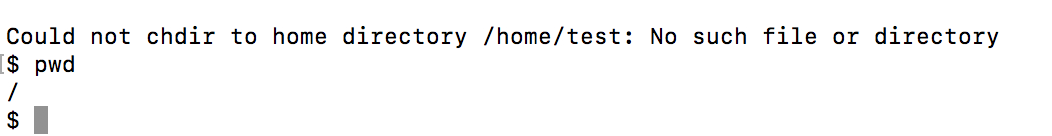 Could not chdir to home directory /home/test: No such file or directory
[$ pwd
/
$